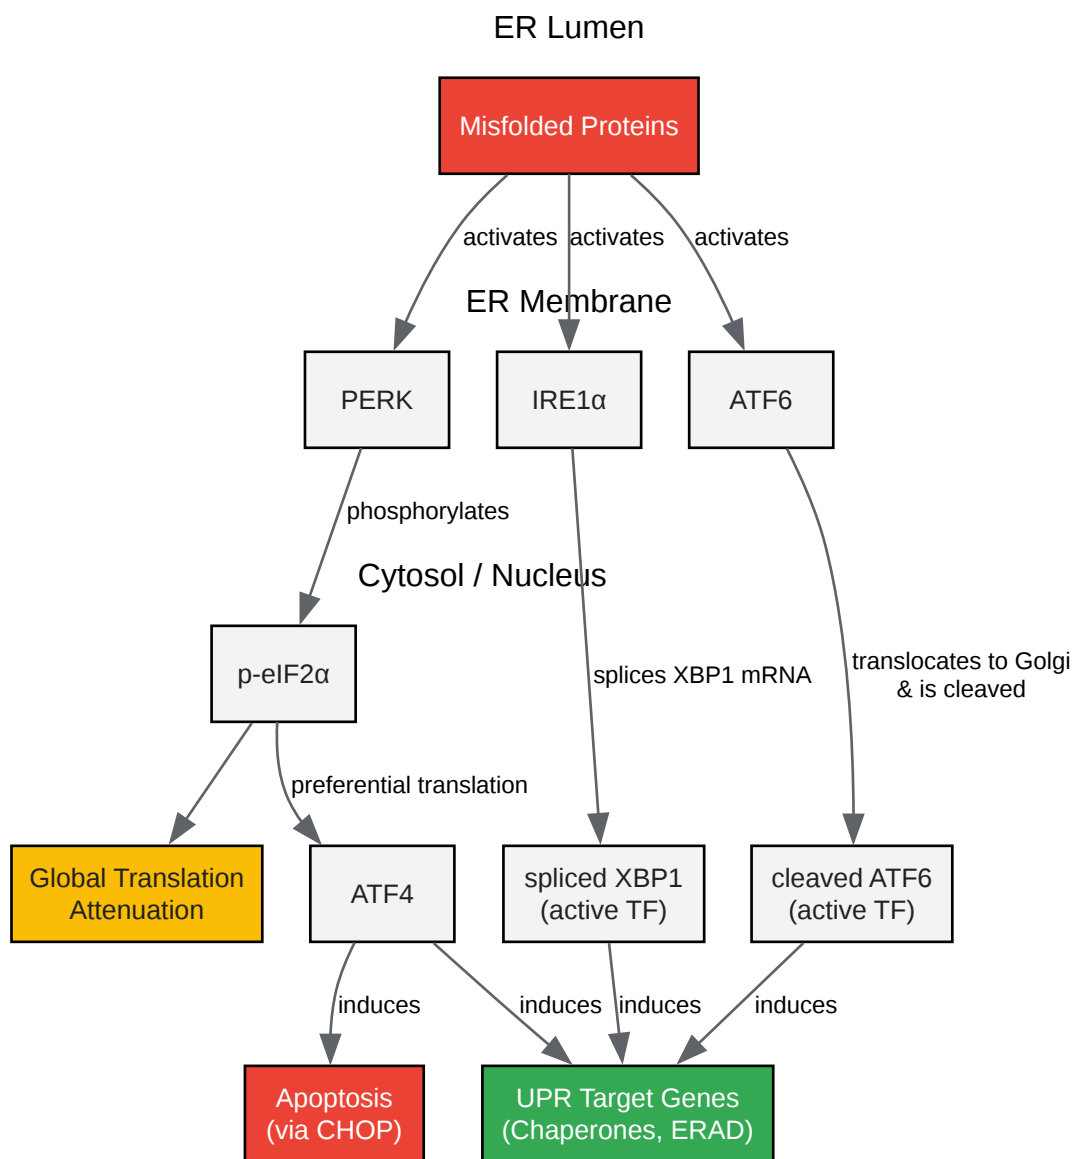 ER Lumen
Misfolded Proteins
activates
activates
activates
ER Membrane
PERK
IRE1α
ATF6
phosphorylates
Cytosol / Nucleus
p-eIF2α
splices XBP1 mRNA
translocates to Golgi
& is cleaved
preferential translation
Global Translation
Attenuation
ATF4
spliced XBP1
(active TF)
cleaved ATF6
(active TF)
induces
induces
induces
induces
Apoptosis
(via CHOP)
UPR Target Genes
(Chaperones, ERAD)